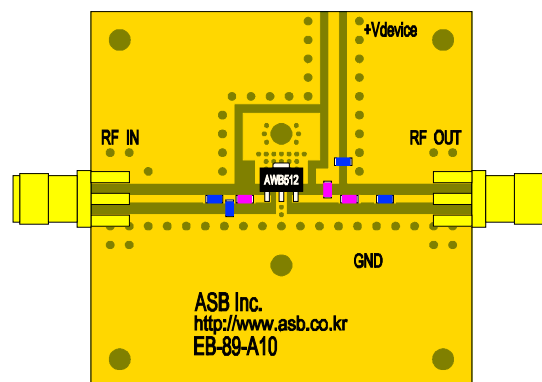 +Vdevice
RF IN
RF OUT
AWB512
GND
ASB Inc.
http://www.asb.co.kr
EB-89-A10